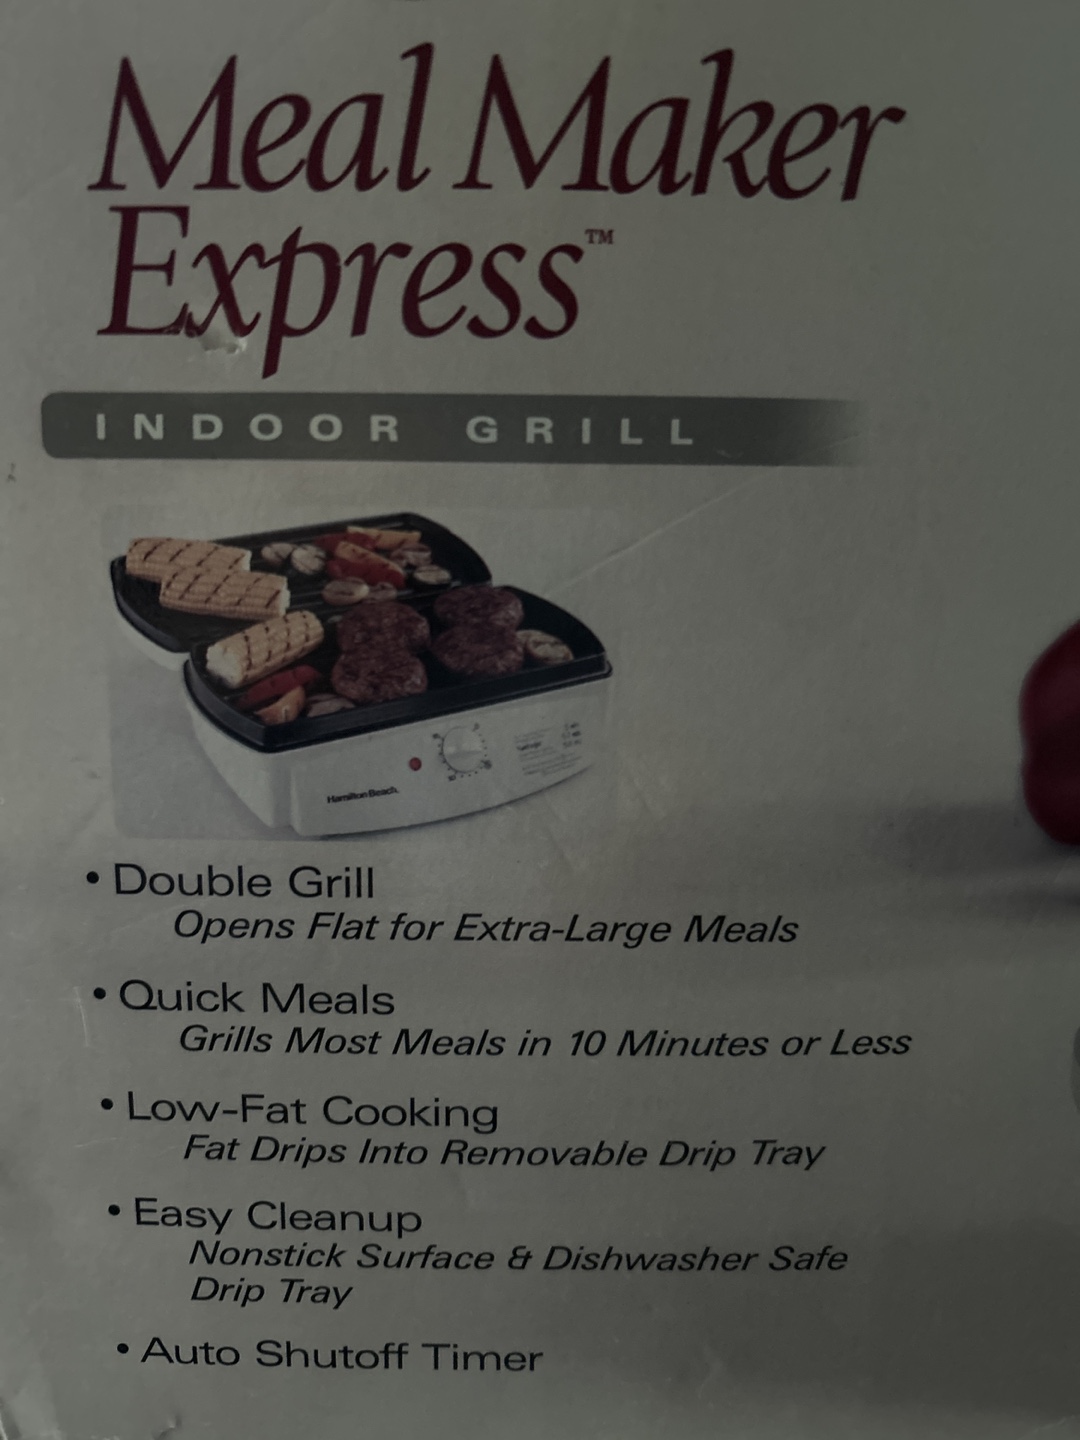 Meal Maker
Express™
INDOOR GRILL
Hamilton Beach
• Double Grill
Opens Flat for Extra-Large Meals
• Quick Meals
Grills Most Meals in 10 Minutes or Less
• Low-Fat Cooking
Fat Drips Into Removable Drip Tray
• Easy Cleanup
Nonstick Surface & Dishwasher Safe
Drip Tray
• Auto Shutoff Timer